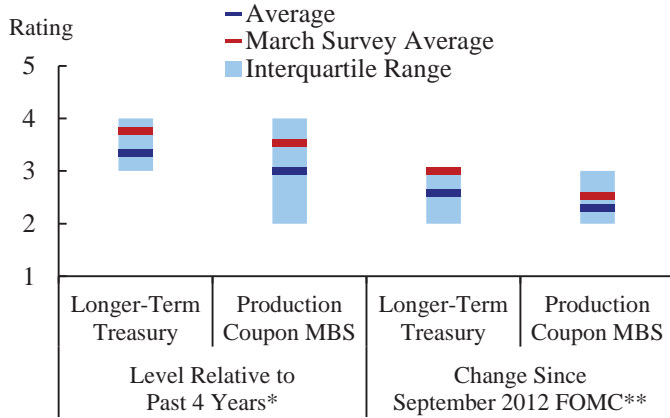 Rating
Average
March Survey Average
Interquartile Range
5
4
3
2
1
Longer-Term
Treasury
Production
Coupon MBS
Longer-Term
Treasury
Production
Coupon MBS
Level Relative to
Past 4 Years*
Change Since
September 2012 FOMC**